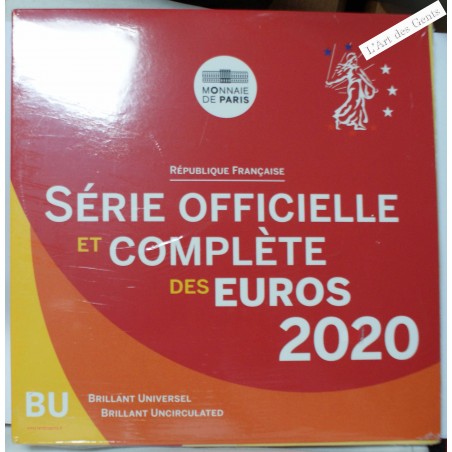 L'Art des Gents
MONNAIE
DE PARIS
RÉPUBLIQUE FRANÇAISE
SÉRIE OFFICIELLE
ET COMPLÈTE
DES EUROS
2020
BU
BRILLANT UNIVERSEL
BRILLANT UNCIRCULATED